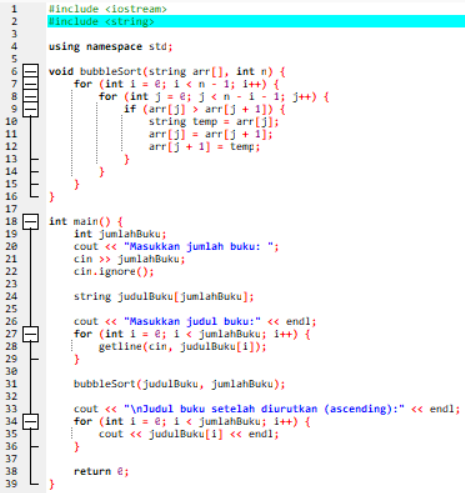 1 #include <iostream>
2 #include <string>
3
4 using namespace std;
5
6 void bubbleSort(string arr[], int n) {
7 for (int i = 0; i < n - 1; i++) {
8 for (int j = 0; j < n - i - 1; j++) {
9 if (arr[j] > arr[j + 1]) {
10 string temp = arr[j];
11 arr[j] = arr[j + 1];
12 arr[j + 1] = temp;
13 }
14 }
15 }
16 }
17
18 int main() {
19 int jumlahBuku;
20 cout << "Masukkan jumlah buku: ";
21 cin >> jumlahBuku;
22 cin.ignore();
23
24 string judulBuku[jumlahBuku];
25
26 cout << "Masukkan judul buku:" << endl;
27 for (int i = 0; i < jumlahBuku; i++) {
28 getline(cin, judulBuku[i]);
29 }
30
31 bubbleSort(judulBuku, jumlahBuku);
32
33 cout << "\nJudul buku setelah diurutkan (ascending):" << endl;
34 for (int i = 0; i < jumlahBuku; i++) {
35 cout << judulBuku[i] << endl;
36 }
37
38 return 0;
39 }